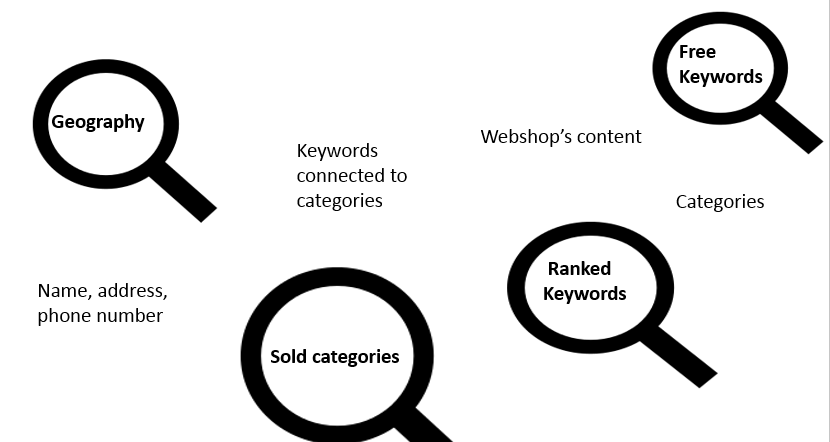 Free
Keywords
Geography
Webshop’s content
Keywords
connected to
categories
Categories
Ranked
Keywords
Name, address,
phone number
Sold categories